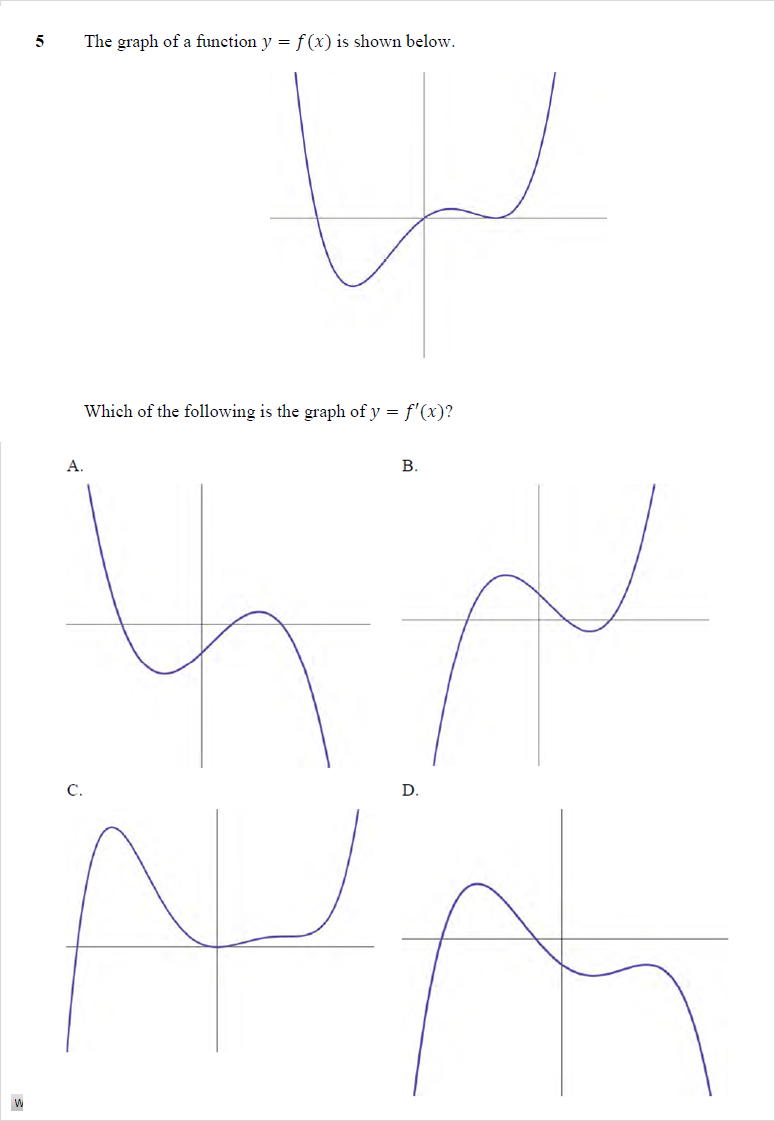 5 The graph of a function y = f(x) is shown below.
Which of the following is the graph of y = f′(x)?
A.
B.
C.
D.
W